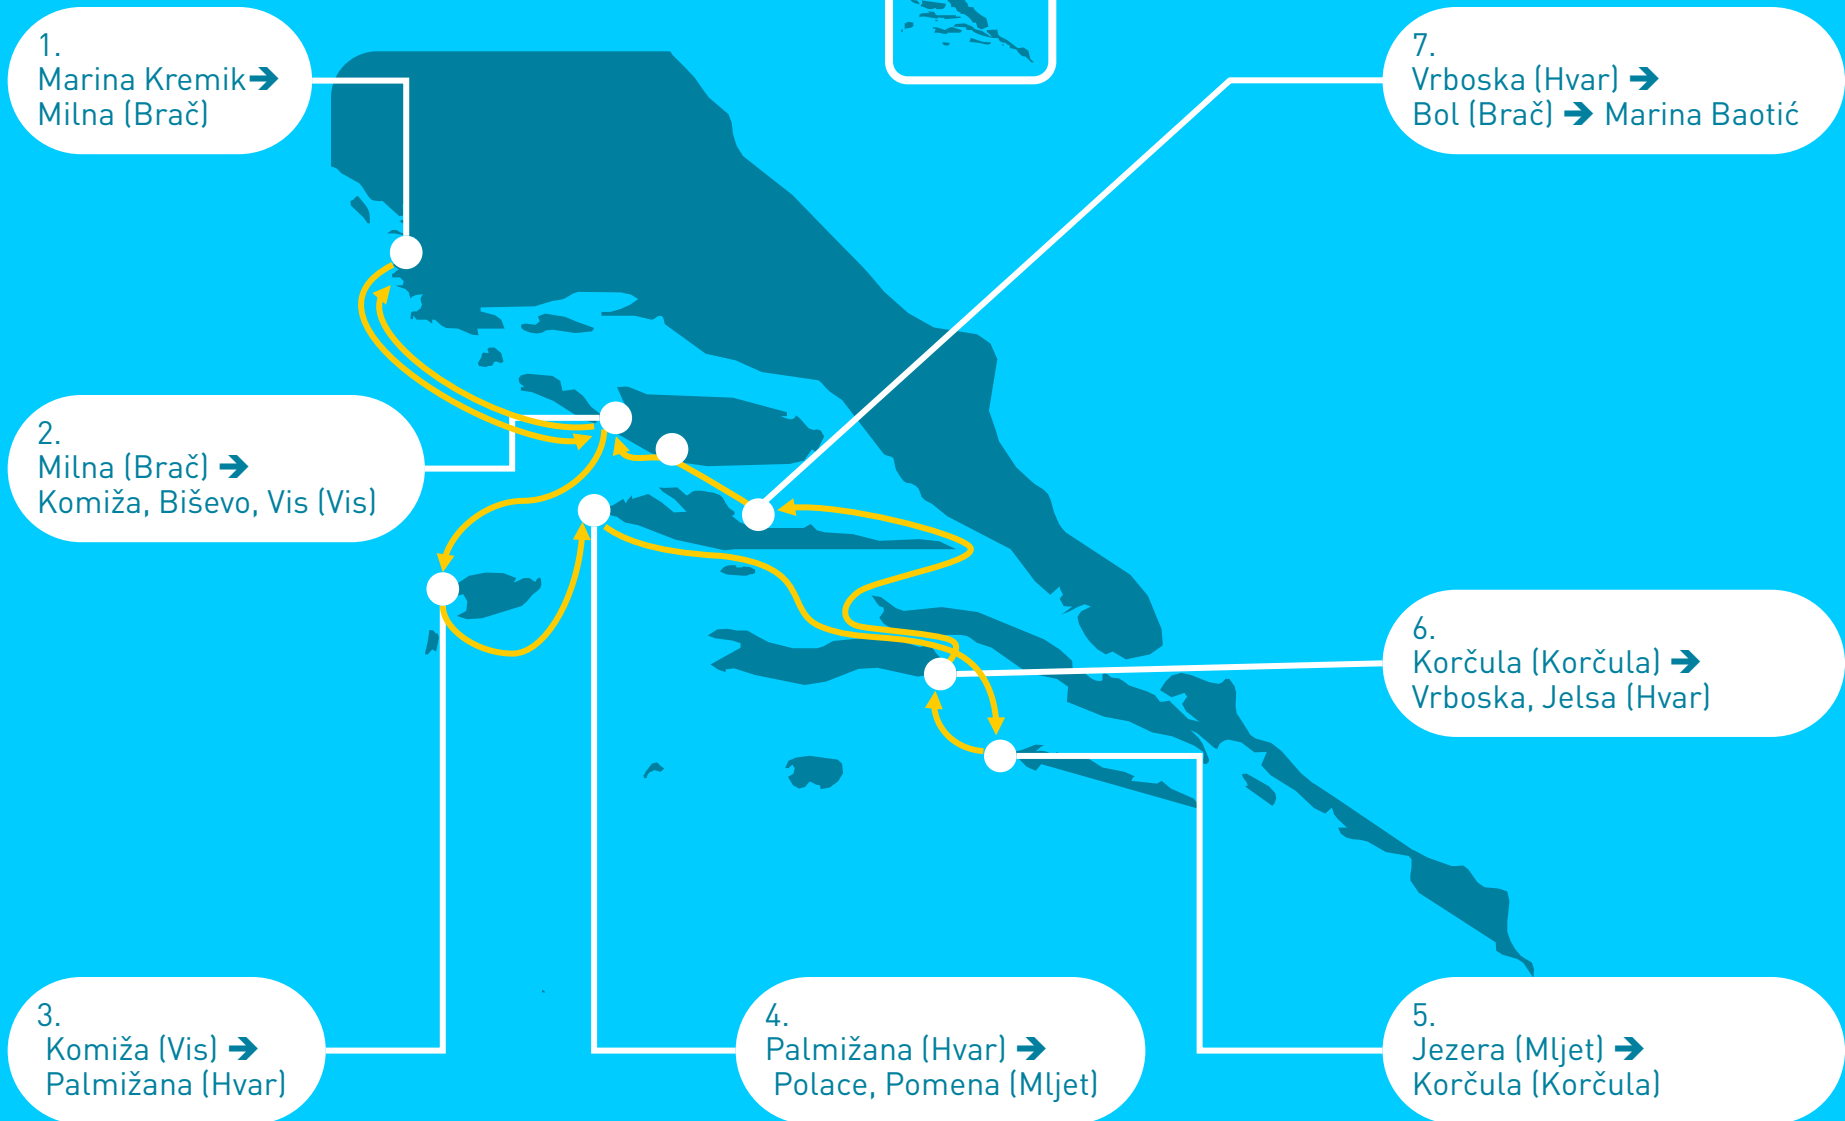 1.
Marina Kremik➔
Milna (Brač)
2.
Milna (Brač) ➔
Komiža, Biševo, Vis (Vis)
3.
Komiža (Vis) ➔
Palmižana (Hvar)
4.
Palmižana (Hvar) ➔
Polace, Pomena (Mljet)
5.
Jezera (Mljet) ➔
Korčula (Korčula)
6.
Korčula (Korčula) ➔
Vrboska, Jelsa (Hvar)
7.
Vrboska (Hvar) ➔
Bol (Brač) ➔ Marina Baotić